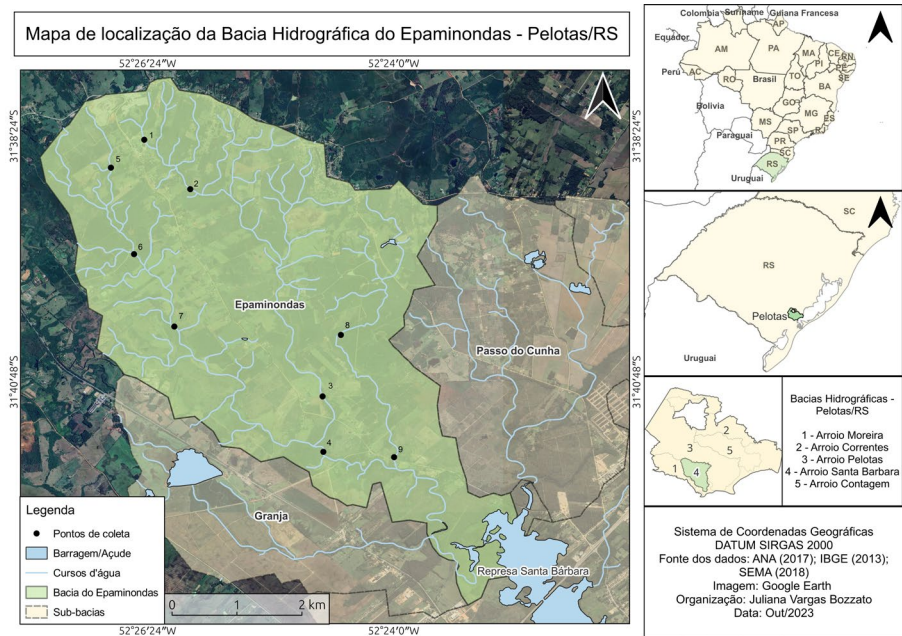 Mapa de localização da Bacia Hidrográfica do Epaminondas - Pelotas/RS
52°26'24"W
52°24'0"W
31°38'24"S
31°40'48"S
31°38'24"S
31°40'48"S
1
5
2
6
Epaminondas
7
8
Passo do Cunha
3
4
9
Granja
Represa Santa Bárbara
Legenda
Pontos de coleta
Barragem/Açude
Cursos d'água
Bacia do Epaminondas
Sub-bacias
0 1 2 km
52°26'24"W
52°24'0"W
Colombia
Suriname
Guiana Francesa
Equador
AP
AM
PA
MA
CE
RN
PI
PE
SE
Perú
AC
RO
Brasil
TO
BA
Bolivia
GO
MG
ES
MS
SP
RJ
Paraguai
PR
SC
RS
Uruguai
SC
RS
Pelotas
Uruguai
2
3
5
1
4
Bacias Hidrográficas -
Pelotas/RS
1 - Arroio Moreira
2 - Arroio Correntes
3 - Arroio Pelotas
4 - Arroio Santa Barbara
5 - Arroio Contagem
Sistema de Coordenadas Geográficas
DATUM SIRGAS 2000
Fonte dos dados: ANA (2017); IBGE (2013);
SEMA (2018)
Imagem: Google Earth
Organização: Juliana Vargas Bozzato
Data: Out/2023